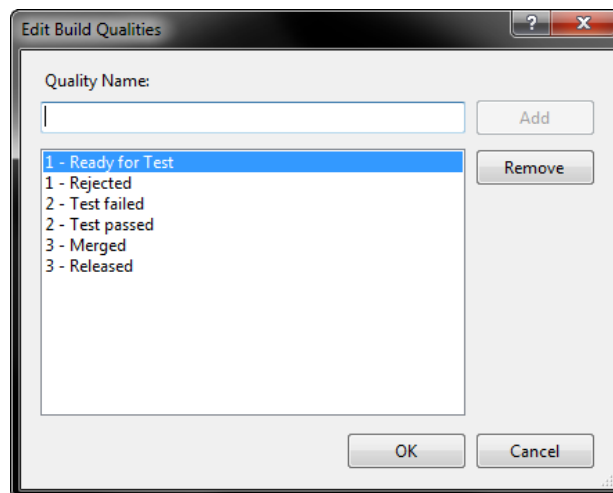 Edit Build Qualities
?
Quality Name:
Add
1 - Ready for Test
Remove
1 - Rejected
2 - Test failed
2 - Test passed
3 - Merged
3 - Released
OK
Cancel